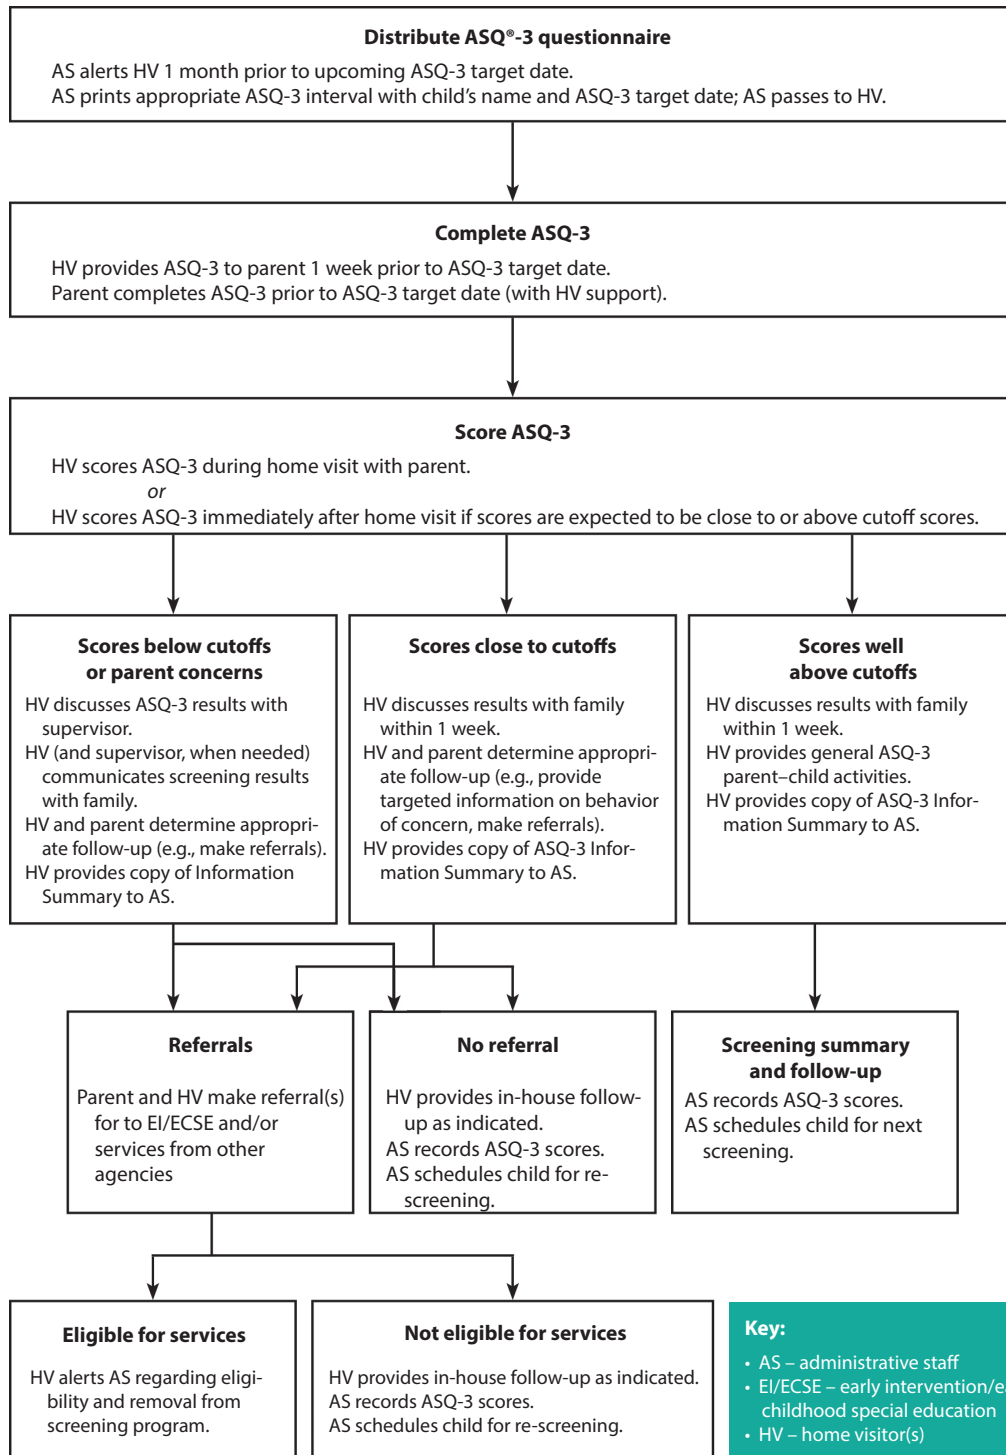 Distribute ASQ®-3 questionnaire
AS alerts HV 1 month prior to upcoming ASQ-3 target date.
AS prints appropriate ASQ-3 interval with child's name and ASQ-3 target date; AS passes to HV.
Complete ASQ-3
HV provides ASQ-3 to parent 1 week prior to ASQ-3 target date.
Parent completes ASQ-3 prior to ASQ-3 target date (with HV support).
Score ASQ-3
HV scores ASQ-3 during home visit with parent.
or
HV scores ASQ-3 immediately after home visit if scores are expected to be close to or above cutoff scores.
Scores below cutoffs
or parent concerns
HV discusses ASQ-3 results with
supervisor.
HV (and supervisor, when needed)
communicates screening results
with family.
HV and parent determine appropri-
ate follow-up (e.g., make referrals).
HV provides copy of Information
Summary to AS.
Scores close to cutoffs
HV discusses results with family
within 1 week.
HV and parent determine appropri-
ate follow-up (e.g., provide
targeted information on behavior
of concern, make referrals).
HV provides copy of ASQ-3 Infor-
mation Summary to AS.
Scores well
above cutoffs
HV discusses results with family
within 1 week.
HV provides general ASQ-3
parent–child activities.
HV provides copy of ASQ-3 Infor-
mation Summary to AS.
Referrals
Parent and HV make referral(s)
for to EI/ECSE and/or
services from other
agencies
No referral
HV provides in-house follow-
up as indicated.
AS records ASQ-3 scores.
AS schedules child for re-
screening.
Screening summary
and follow-up
AS records ASQ-3 scores.
AS schedules child for next
screening.
Eligible for services
HV alerts AS regarding eligi-
bility and removal from
screening program.
Not eligible for services
HV provides in-house follow-up as indicated.
AS records ASQ-3 scores.
AS schedules child for re-screening.
Key:
• AS – administrative staff
• EI/ECSE – early intervention/
childhood special education
• HV – home visitor(s)